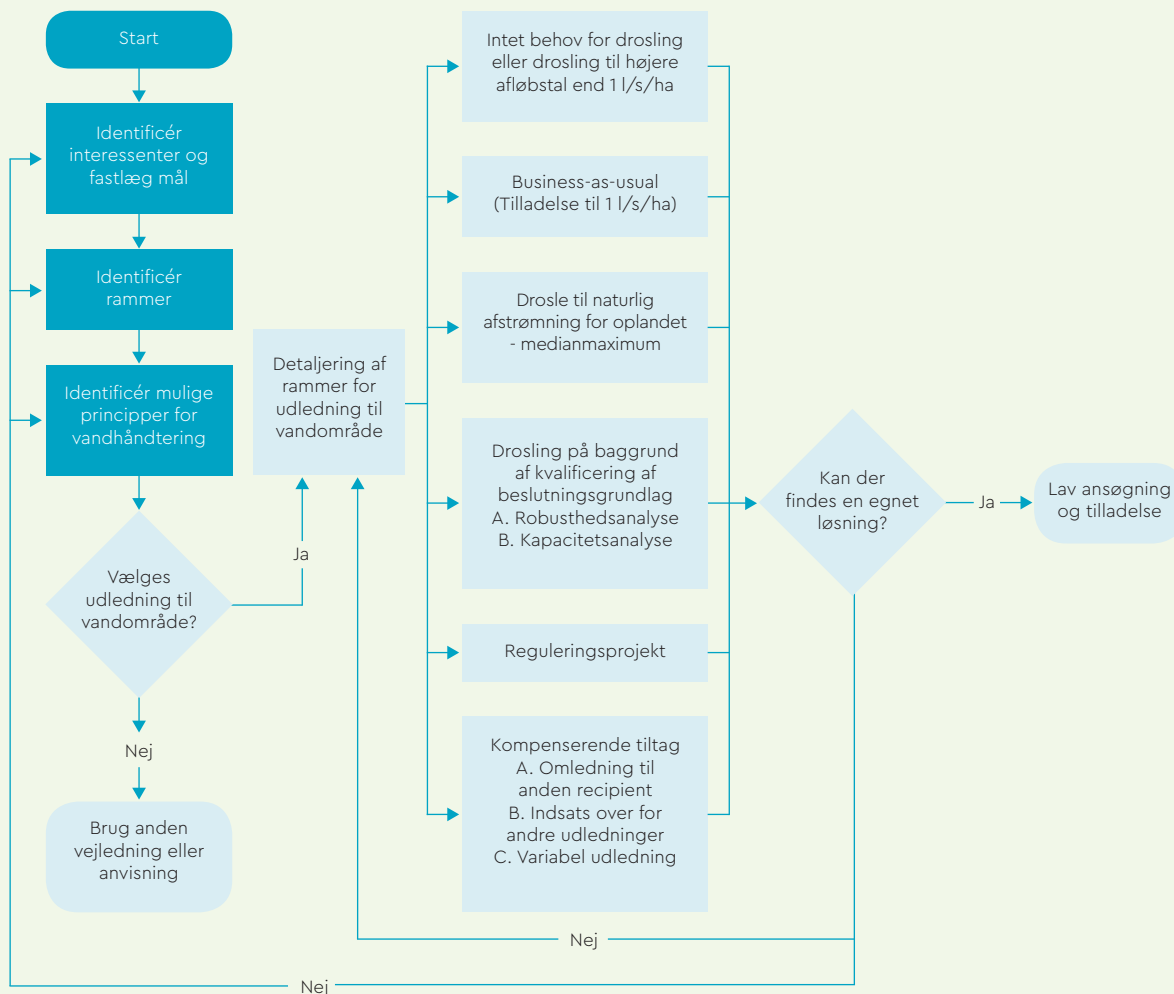 Start
Identificér
interessenter og
fastlæg mål
Identificér
rammer
Identificér mulige
principper for
vandhåndtering
Vælges
udledning til
vandområde?
Ja
Nej
Brug anden
vejledning eller
anvisning
Detaljering af
rammer for
udledning til
vandområde
Intet behov for drosling
eller drosling til højere
afløbstal end 1 l/s/ha
Business-as-usual
(Tilladelse til 1 l/s/ha)
Drosle til naturlig
afstrømning for oplandet
- medianmaximum
Drosling på baggrund
af kvalificering af
beslutningsgrundlag
A. Robusthedsanalyse
B. Kapacitetsanalyse
Reguleringsprojekt
Kompenserende tiltag
A. Omledning til
anden recipient
B. Indsats over for
andre udledninger
C. Variabel udledning
Kan der
findes en egnet
løsning?
Ja
Lav ansøgning
og tilladelse
Nej
Nej